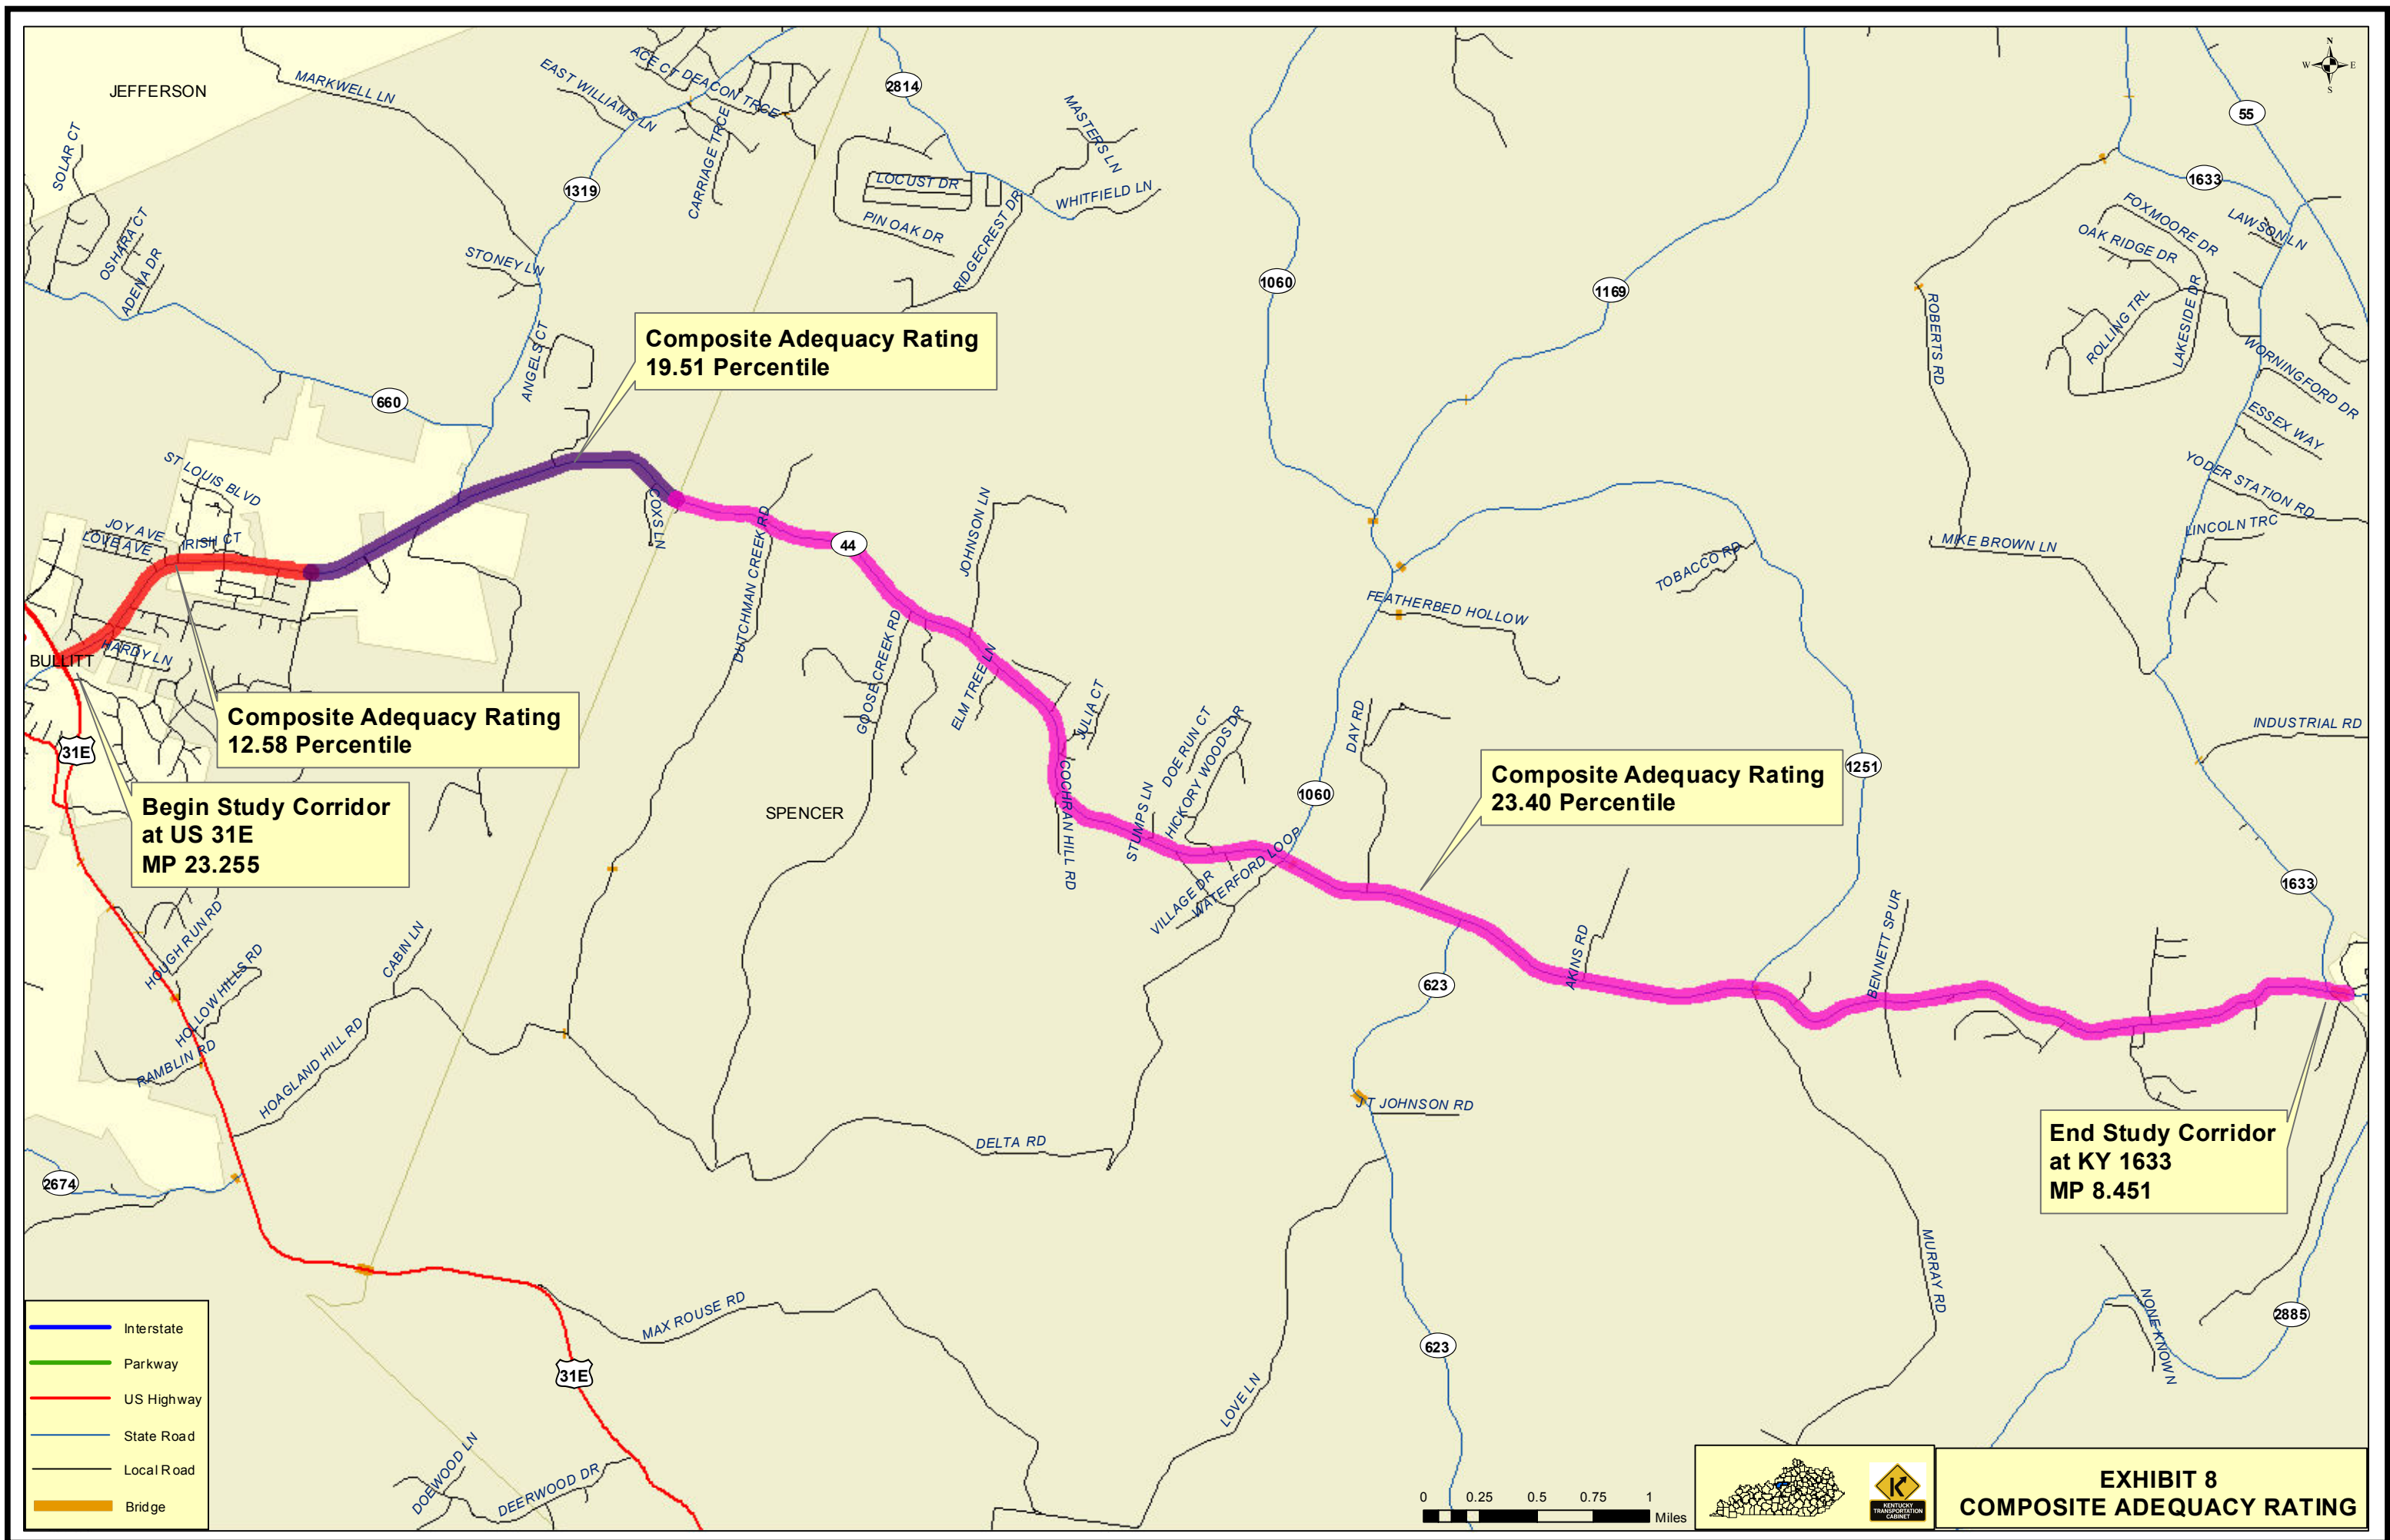 JEFFERSON
MARKWELL LN
SOLAR CT
OSHARA CT
ADENA DR
EAST WILLIAMS LN
ACE CT
DEACON TRCE
CARRIAGE TRCE
1319
STONEY LN
ANGELS CT
660
2814
MASTERS LN
LOCUST DR
PIN OAK DR
RIDGECREST DR
WHITFIELD LN
1060
1169
55
1633
N
W E
S
FOXMOORE DR
LAWSON LN
OAK RIDGE DR
ROLLING TRL
LAKESIDE DR
WORNINGFORD DR
ESSEX WAY
YODER STATION RD
LINCOLN TRC
ROBERTS RD
MIKE BROWN LN
INDUSTRIAL RD
Composite Adequacy Rating
19.51 Percentile
ST LOUIS BLVD
JOY AVE
LOVE AVE
IRISH CT
HARDY LN
BULLITT
COXS LN
DUTCHMAN CREEK RD
44
JOHNSON LN
GOOSE CREEK RD
ELM TREE LN
JULIA CT
COCHRAN HILL RD
STUMPS LN
DOE RUN CT
HICKORY WOODS DR
VILLAGE DR
WATERFORD LOOP
1060
DAY RD
FEATHERBED HOLLOW
TOBACCO RD
1251
Composite Adequacy Rating
12.58 Percentile
31E
Begin Study Corridor
at US 31E
MP 23.255
SPENCER
Composite Adequacy Rating
23.40 Percentile
1633
HOUGH RUN RD
HOLLOW HILLS RD
RAMBLIN RD
CABIN LN
HOAGLAND HILL RD
623
AKINS RD
BENNETT SPUR
J T JOHNSON RD
DELTA RD
2674
End Study Corridor
at KY 1633
MP 8.451
MURRAY RD
NONE KNOWN
2885
MAX ROUSE RD
31E
623
LOVE LN
DOEWOOD LN
DEERWOOD DR
Interstate
Parkway
US Highway
State Road
Local Road
Bridge
0 0.25 0.5 0.75 1
Miles
KENTUCKY
TRANSPORTATION
CABINET
EXHIBIT 8
COMPOSITE ADEQUACY RATING